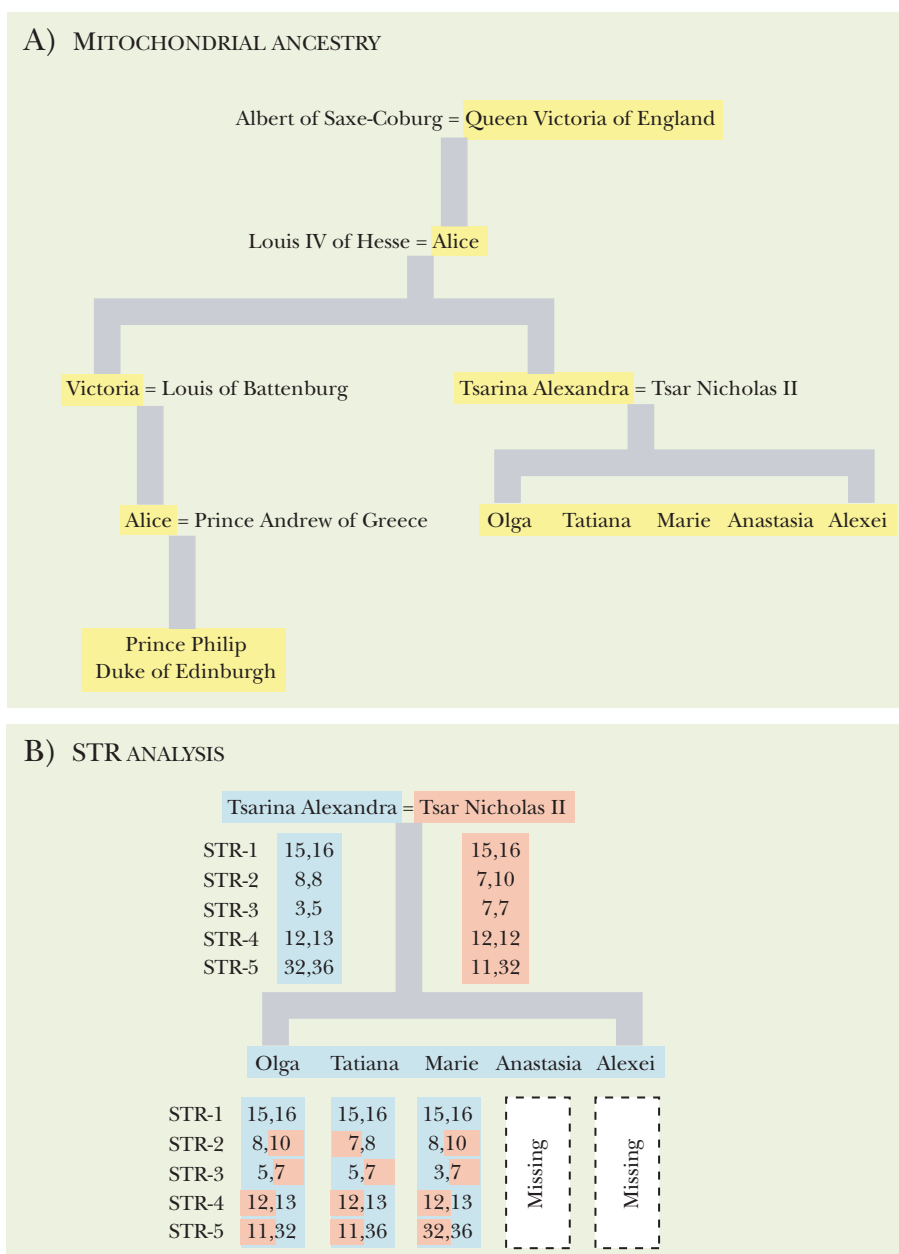 A) MITOCHONDRIAL ANCESTRY
Albert of Saxe-Coburg = Queen Victoria of England
Louis IV of Hesse = Alice
Victoria = Louis of Battenburg Tsarina Alexandra = Tsar Nicholas II
Alice = Prince Andrew of Greece Olga Tatiana Marie Anastasia Alexei
Prince Philip
Duke of Edinburgh
B) STR ANALYSIS
Tsarina Alexandra = Tsar Nicholas II
STR-1 15,16 15,16
STR-2 8,8 7,10
STR-3 3,5 7,7
STR-4 12,13 12,12
STR-5 32,36 11,32
Olga Tatiana Marie Anastasia Alexei
STR-1 15,16 15,16 15,16
STR-2 8,10 7,8 8,10
STR-3 5,7 5,7 3,7
STR-4 12,13 12,13 12,13
STR-5 11,32 11,36 32,36
Missing
Missing